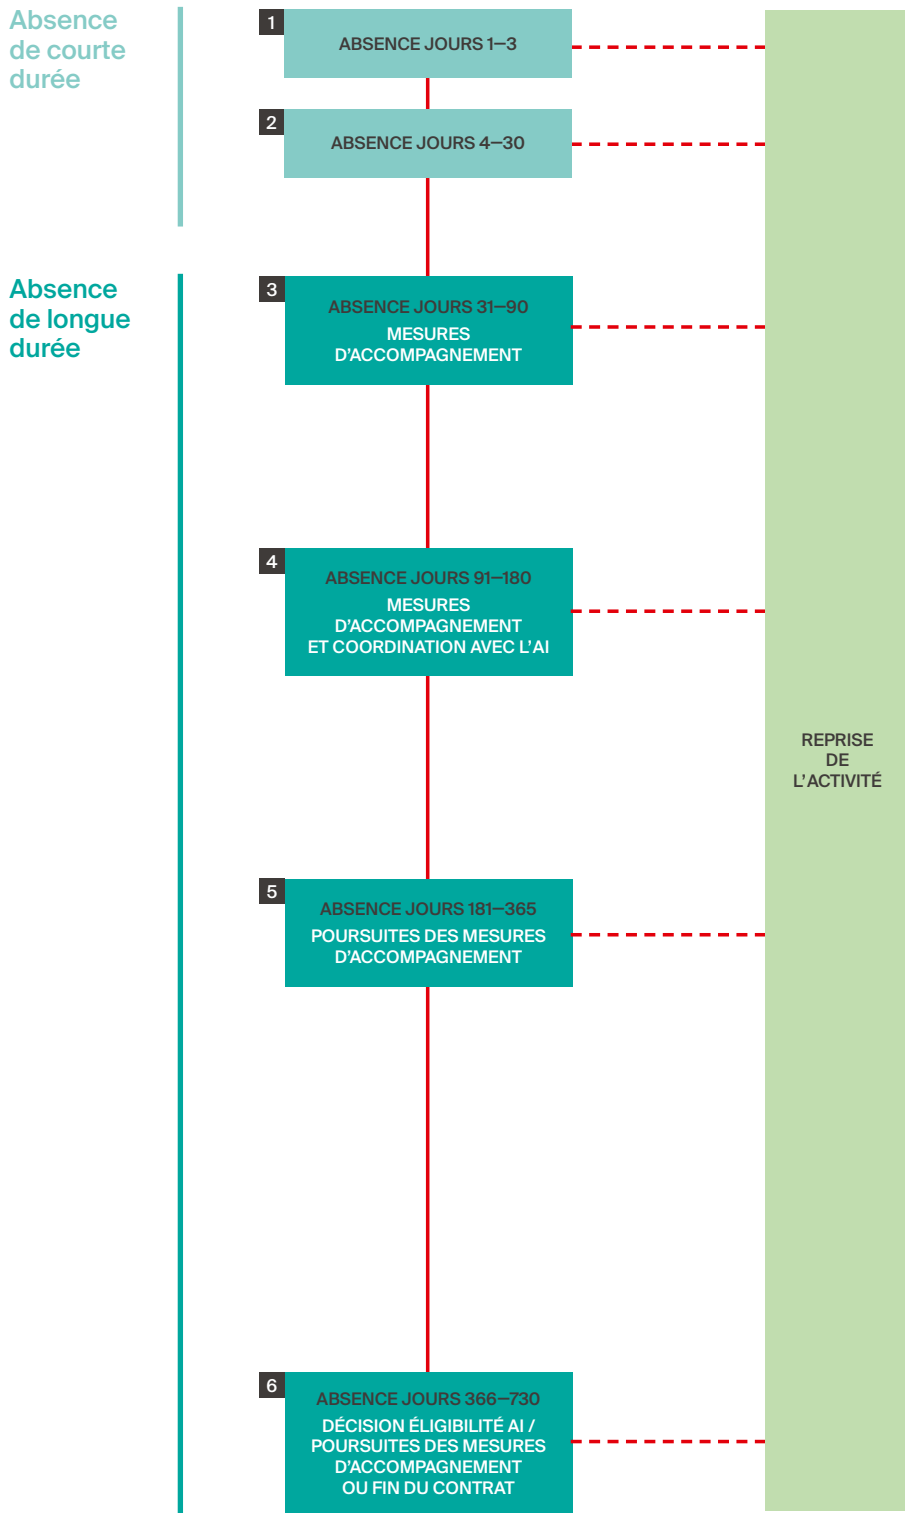 Absence
de courte
durée
1
ABSENCE JOURS 1–3
2
ABSENCE JOURS 4–30
Absence
de longue
durée
3
ABSENCE JOURS 31–90
MESURES
D’ACCOMPAGNEMENT
4
ABSENCE JOURS 91–180
MESURES
D’ACCOMPAGNEMENT
ET COORDINATION AVEC L’AI
REPRISE
DE
L’ACTIVITÉ
5
ABSENCE JOURS 181–365
POURSUITES DES MESURES
D’ACCOMPAGNEMENT
6
ABSENCE JOURS 366–730
DÉCISION ÉLIGIBILITÉ AI /
POURSUITES DES MESURES
D’ACCOMPAGNEMENT
OU FIN DU CONTRAT